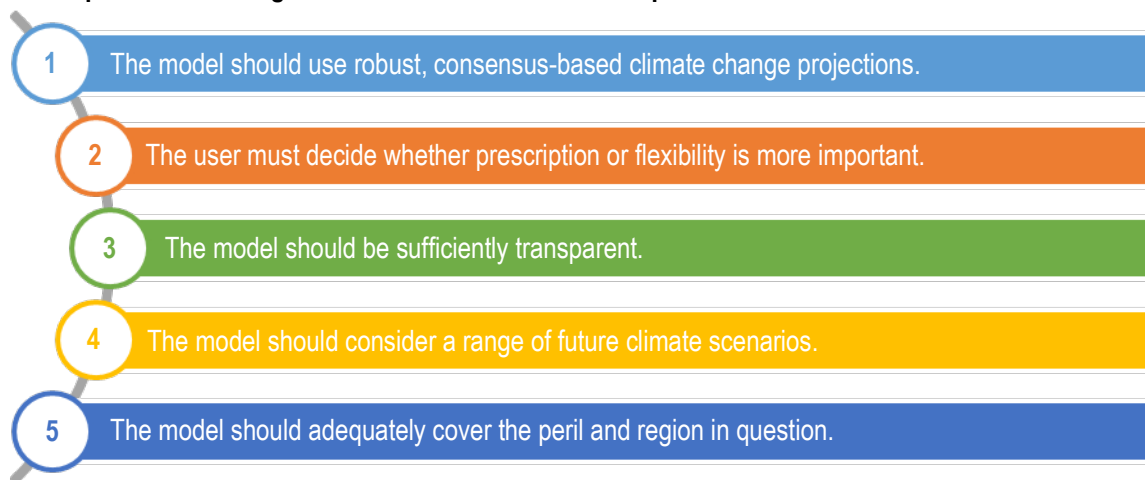 1 The model should use robust, consensus-based climate change projections.
2 The user must decide whether prescription or flexibility is more important.
3 The model should be sufficiently transparent.
4 The model should consider a range of future climate scenarios.
5 The model should adequately cover the peril and region in question.